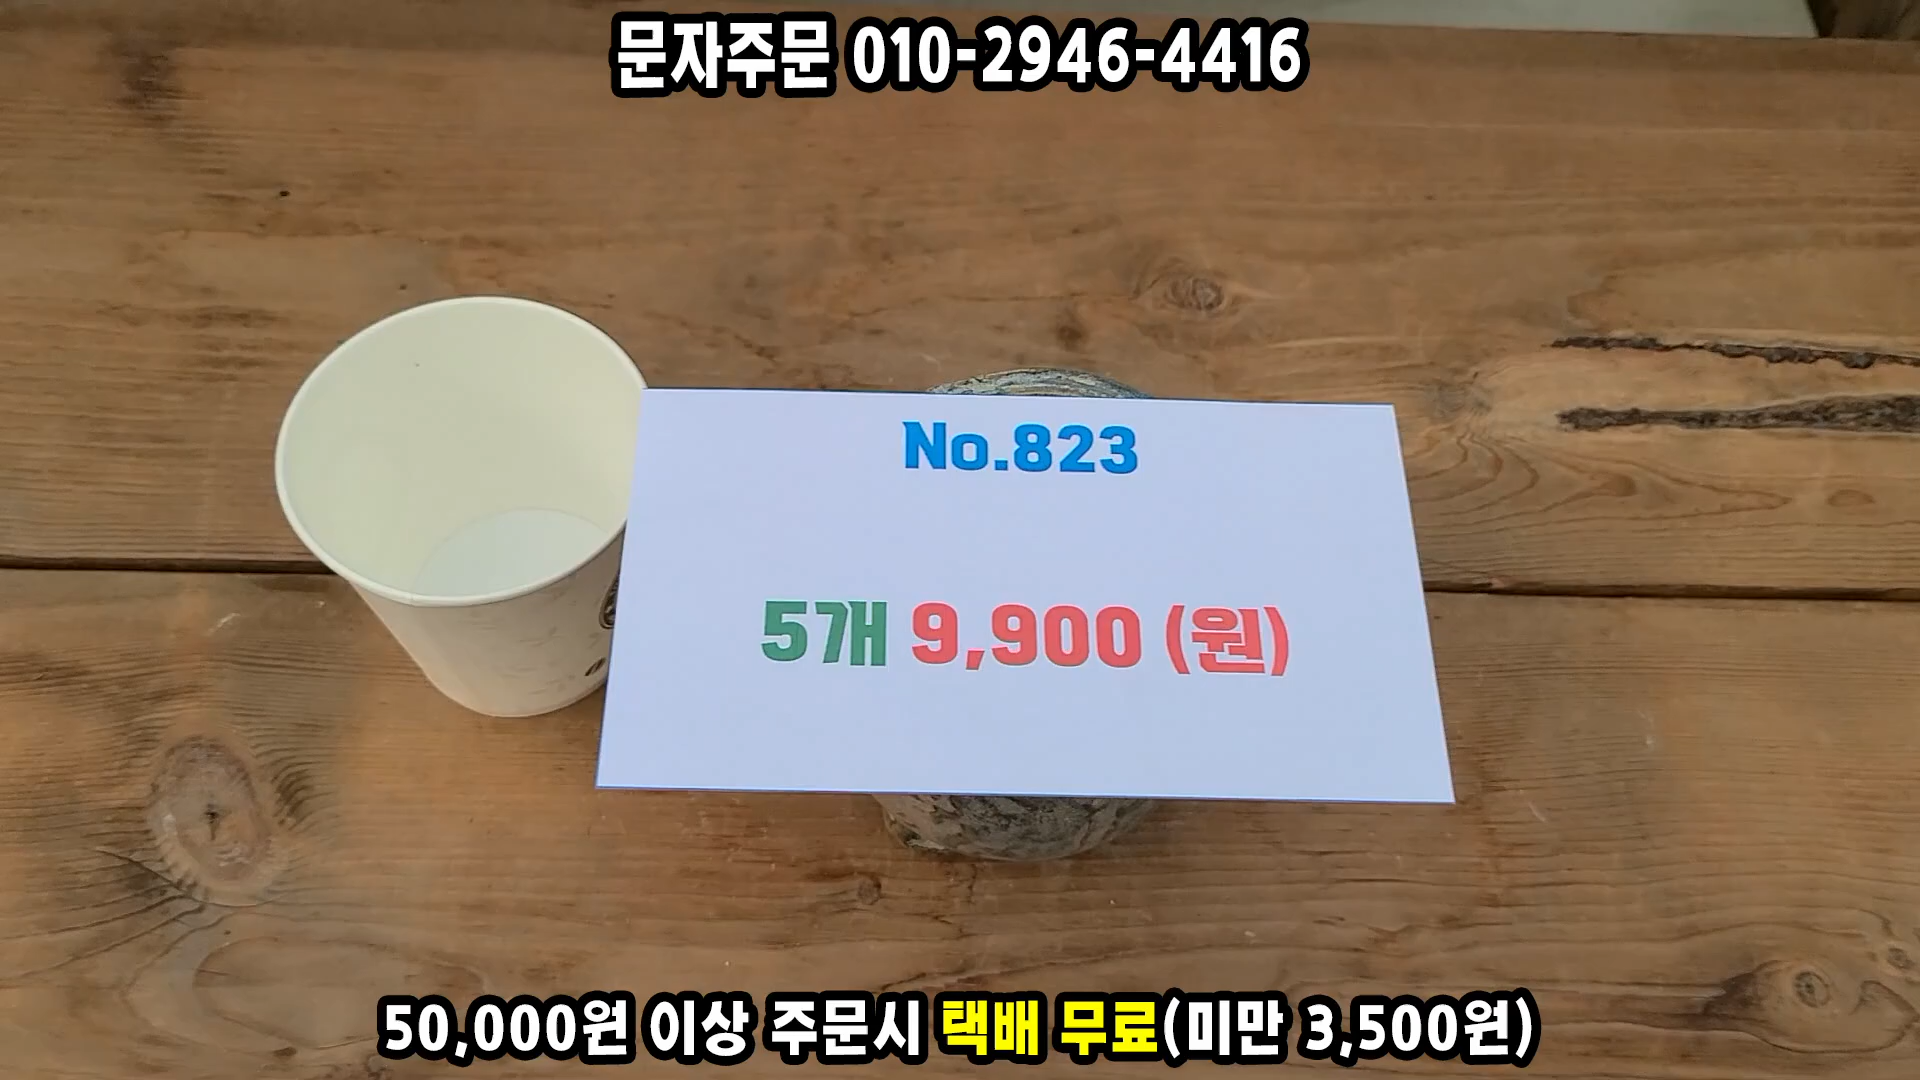 문자주문 010-2946-4416
No.823
5개 9,900 (원)
50,000원 이상 주문시 택배 무료(미만 3,500원)